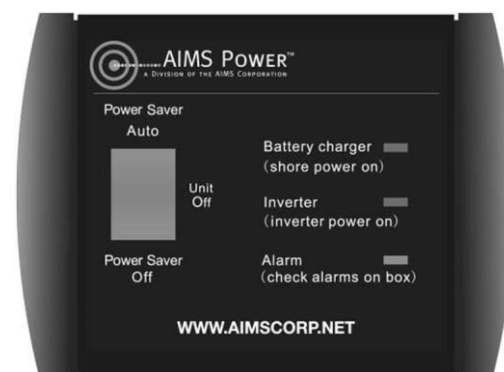 AIMS POWER™
A DIVISION OF THE AIMS CORPORATION
Power Saver
Auto
Unit
Off
Power Saver
Off
Battery charger
(shore power on)
Inverter
(inverter power on)
Alarm
(check alarms on box)
WWW.AIMSCORP.NET